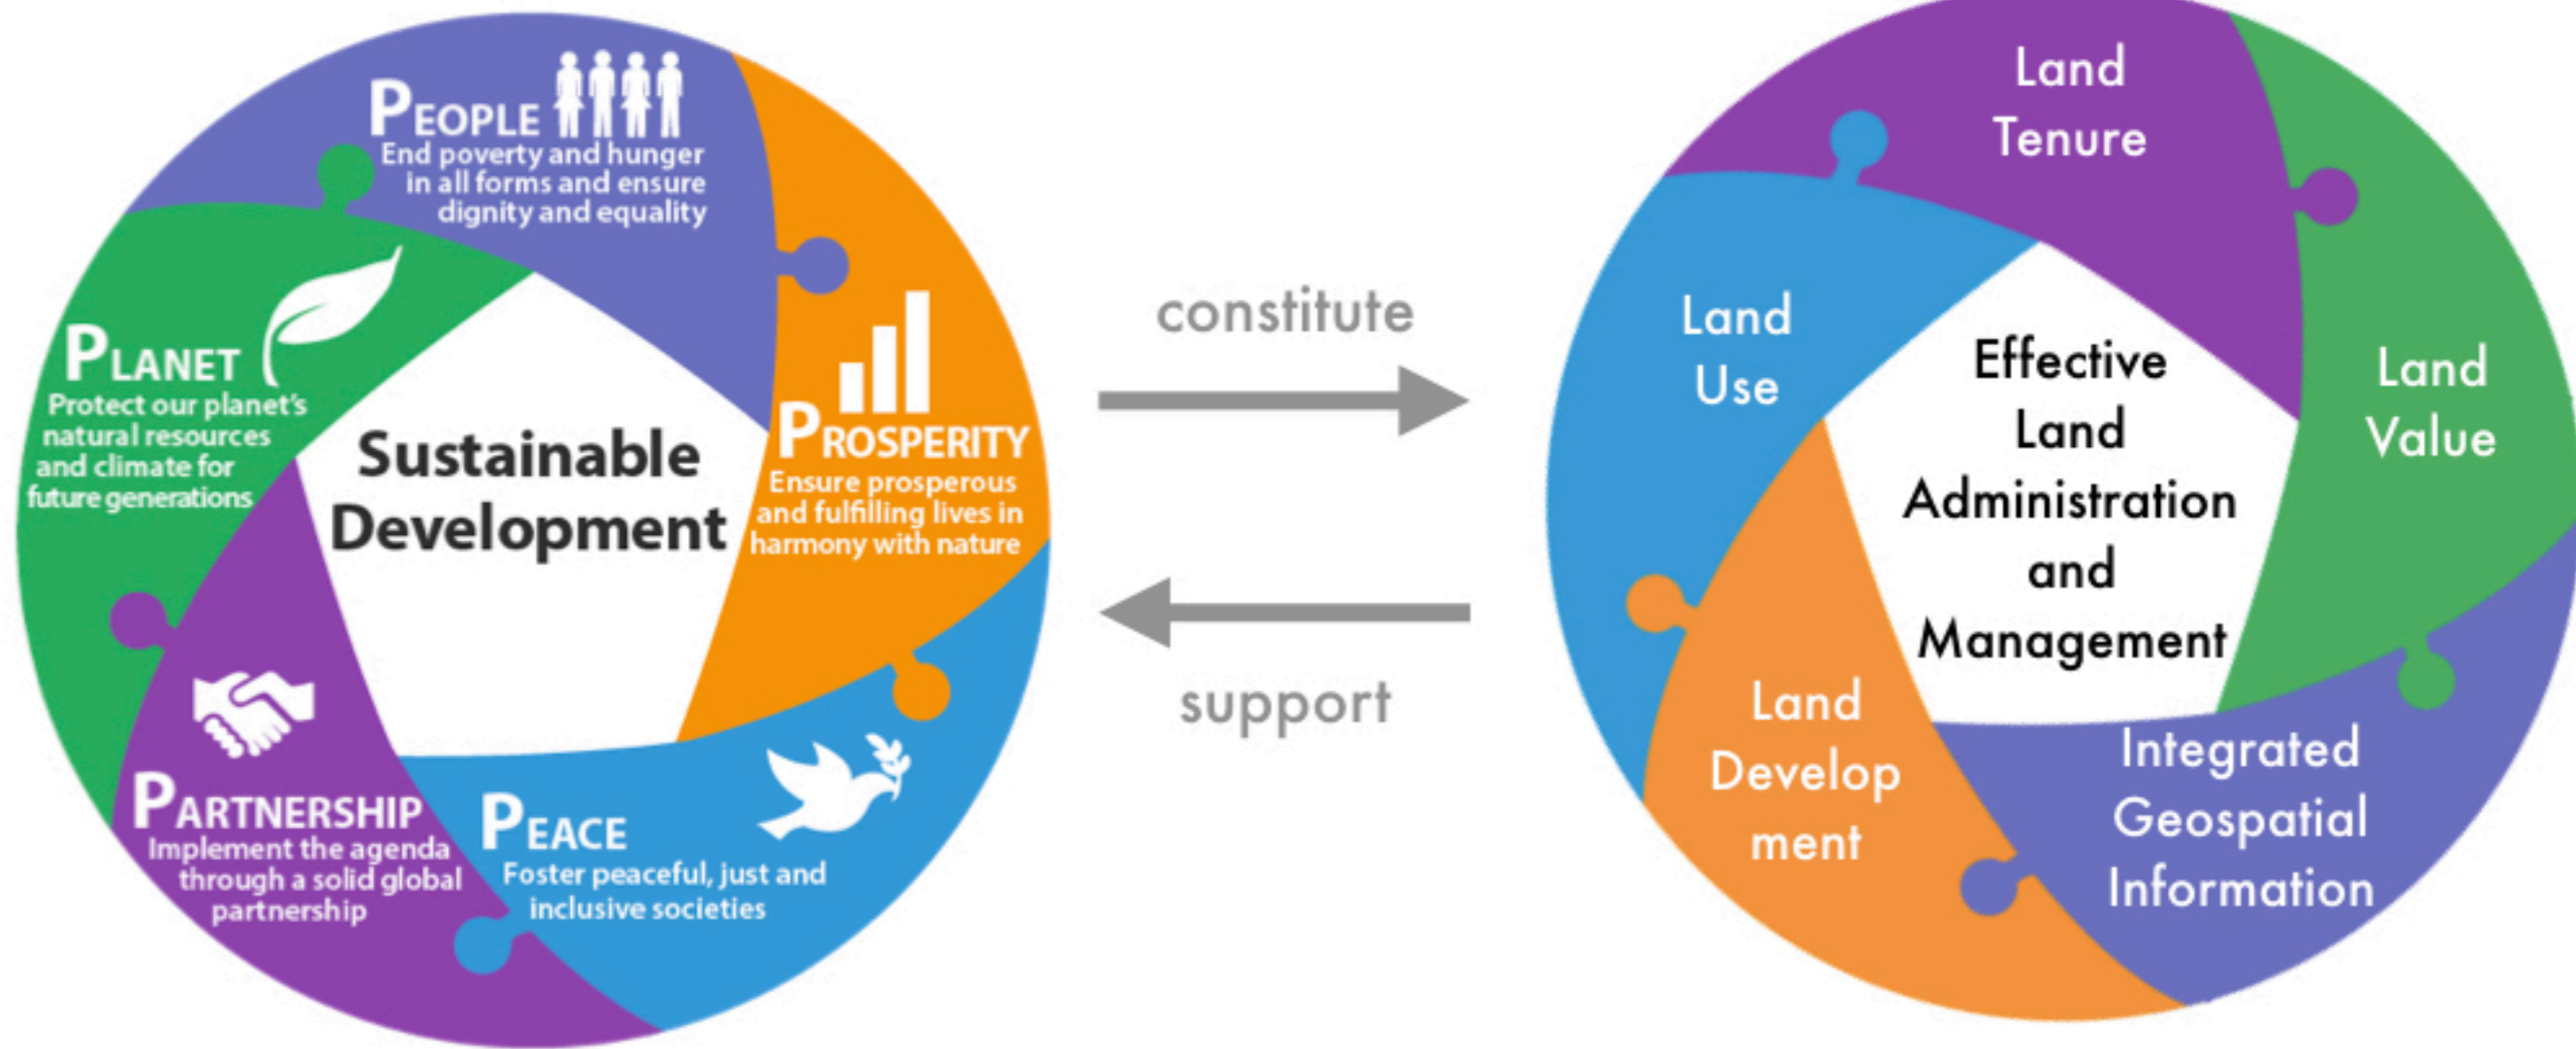 PEOPLE
End poverty and hunger
in all forms and ensure
dignity and equality
PLANET
Protect our planet's
natural resources
and climate for
future generations
Sustainable
Development
PROSPERITY
Ensure prosperous
and fulfilling lives in
harmony with nature
PARTNERSHIP
Implement the agenda
through a solid global
partnership
PEACE
Foster peaceful, just and
inclusive societies
constitute
support
Land
Tenure
Land
Use
Effective
Land
Administration
and
Management
Land
Value
Land
Develop
ment
Integrated
Geospatial
Information